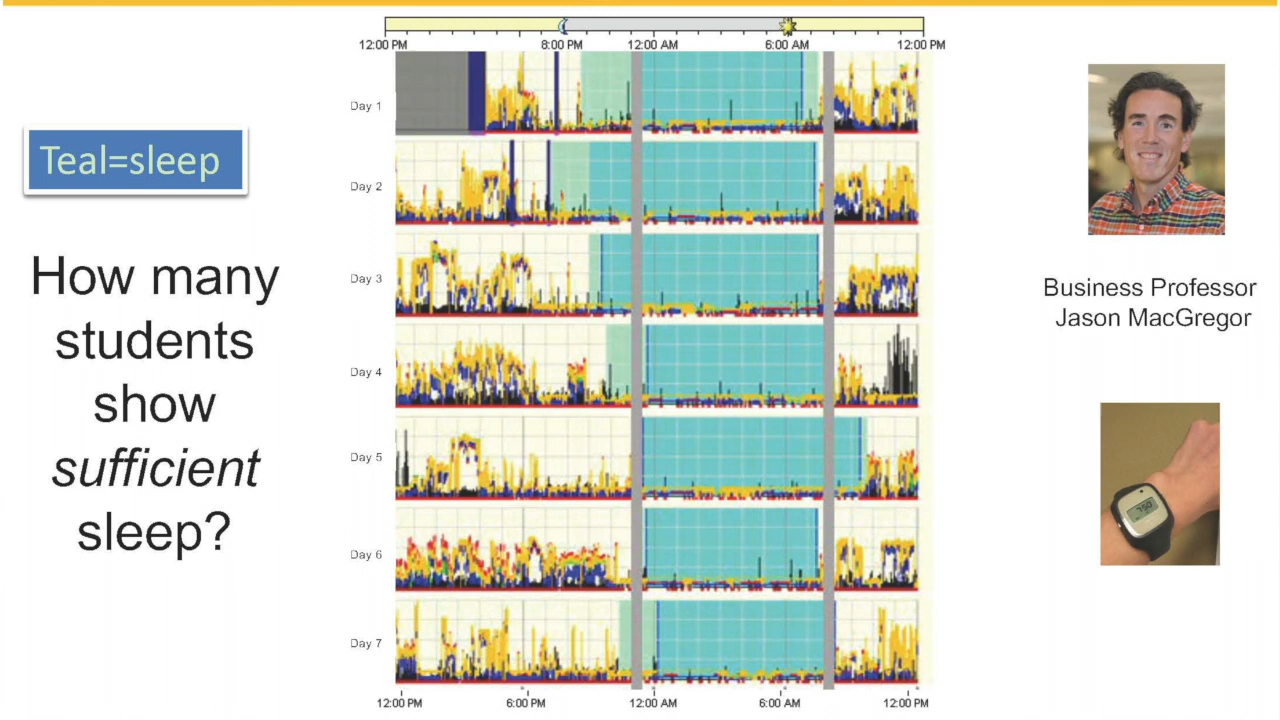 12:00 PM 8:00 PM 12:00 AM 6:00 AM 12:00 PM
Teal=sleep
How many
students
show
sufficient
sleep?
Day 1
Day 2
Day 3
Day 4
Day 5
Day 6
Day 7
12:00 PM 6:00 PM 12:00 AM 6:00 AM 12:00 PM
Business Professor
Jason MacGregor